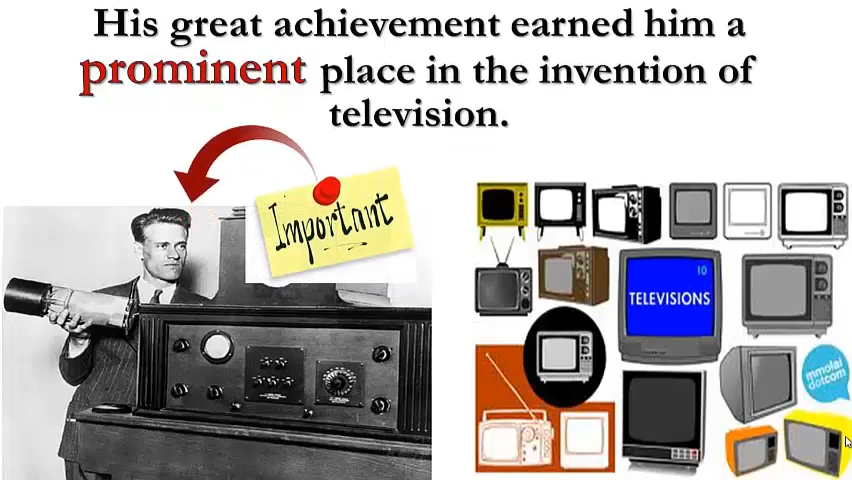 His great achievement earned him a
prominent place in the invention of
television.
Important
10
TELEVISIONS
mmolai
dotcom